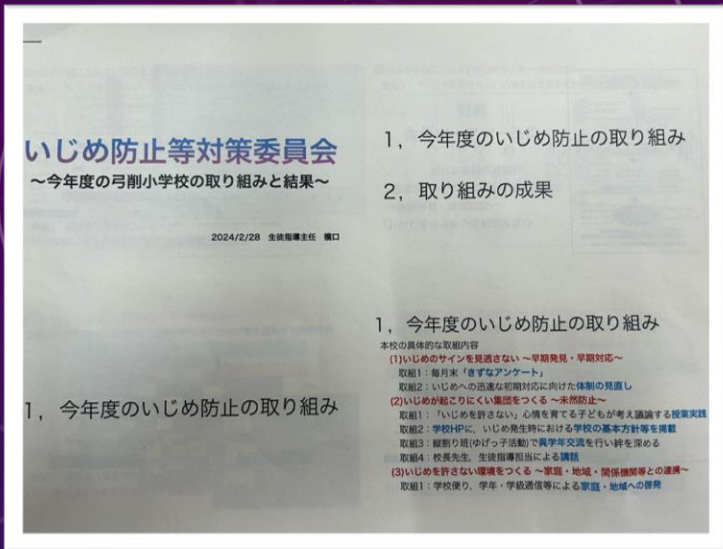 いじめ防止等対策委員会
〜今年度の弓削小学校の取り組みと結果〜
2024/2/28 生徒指導主任 橋口
1，今年度のいじめ防止の取り組み
2，取り組みの成果
1，今年度のいじめ防止の取り組み
1，今年度のいじめ防止の取り組み
本校の具体的な取組内容
(1)いじめのサインを見逃さない 〜早期発見・早期対応〜
取組1：毎月末「きずなアンケート」
取組2：いじめへの迅速な初期対応に向けた体制の見直し
(2)いじめが起こりにくい集団をつくる 〜未然防止〜
取組1：「いじめを許さない」心情を育てる子どもが考え議論する授業実践
取組2：学校HPに、いじめ発生時における学校の基本方針等を掲載
取組3：縦割り班(ゆげっ子活動)で異学年交流を行い絆を深める
取組4：校長先生，生徒指導担当による講話
(3)いじめを許さない環境をつくる 〜家庭・地域・関係機関等との連携〜
取組1：学校便り，学年・学級通信等による家庭・地域への啓発